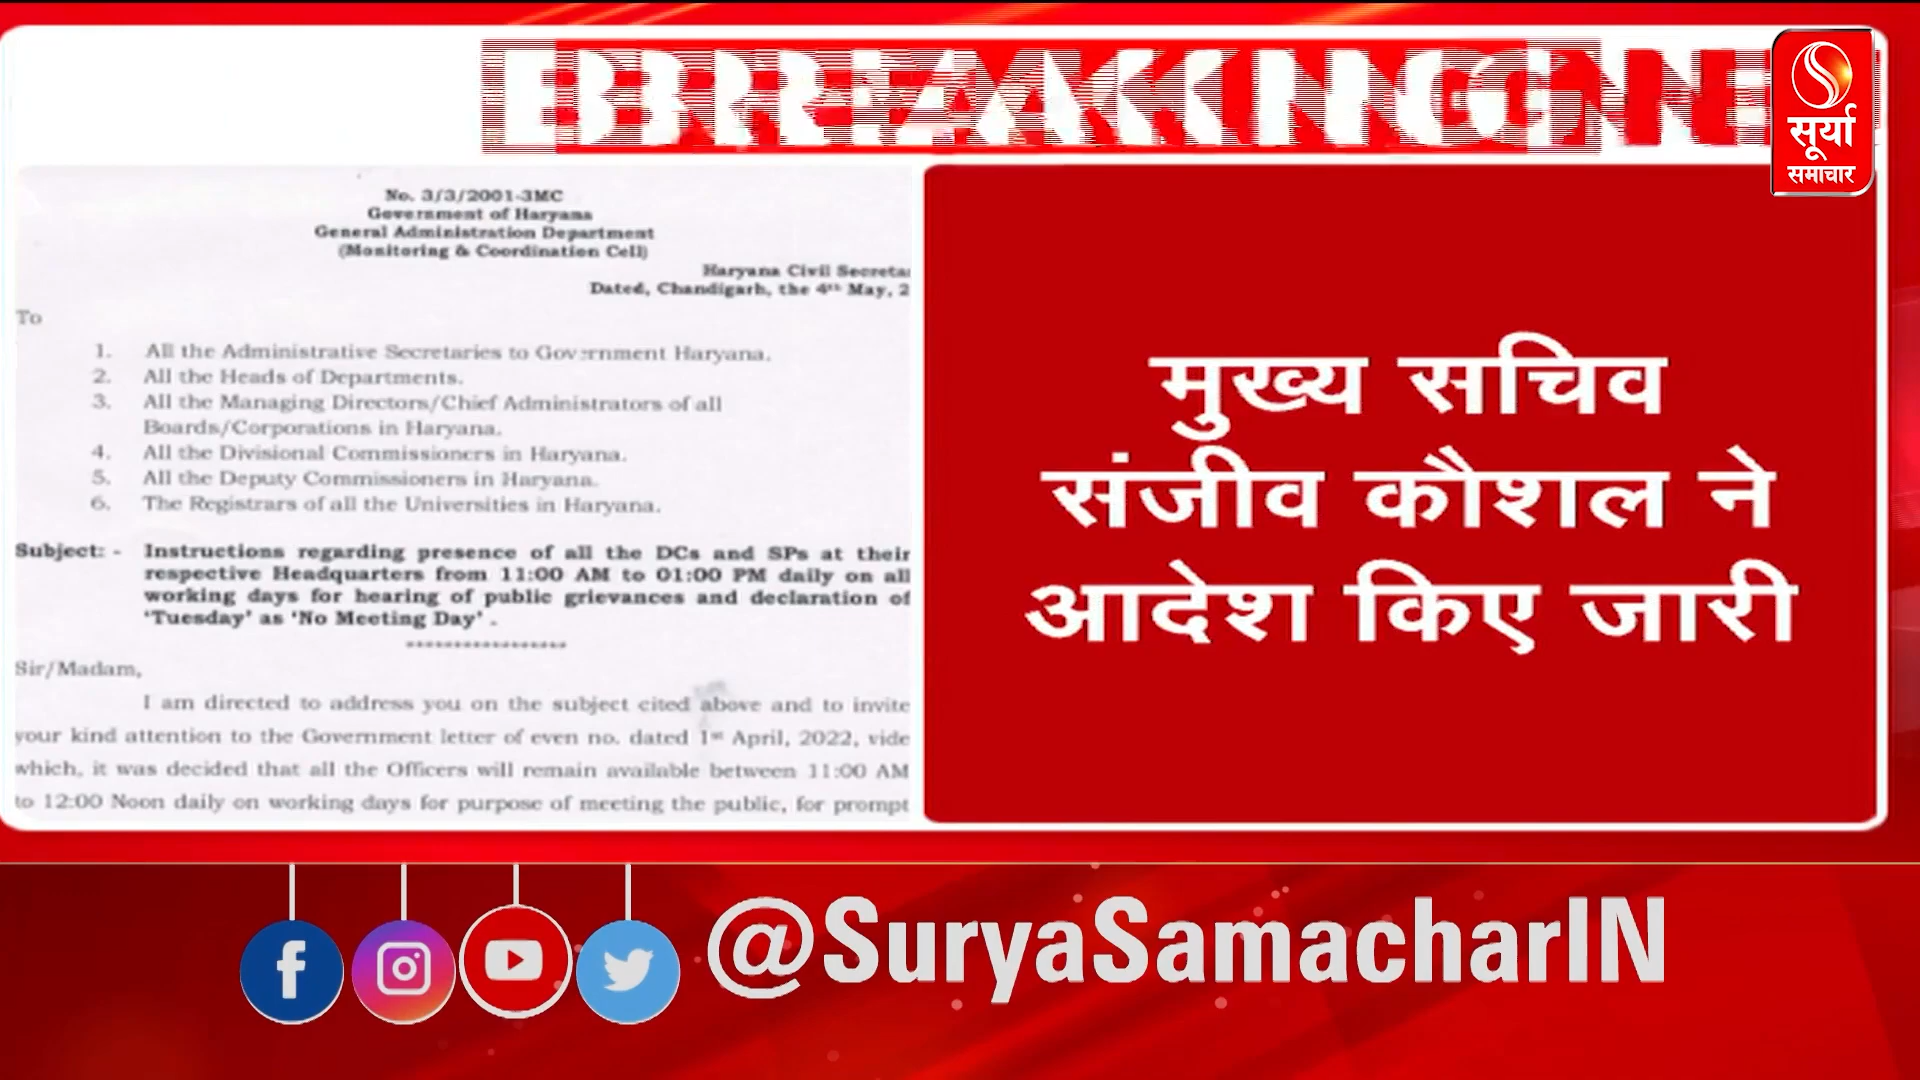 BREAKING NE
सूर्या
समाचार
No. 3/3/2001-3MC
Government of Haryana
General Administration Department
(Monitoring & Coordination Cell)
Haryana Civil Secreta
Dated, Chandigarh, the 4th May, 2
To
1. All the Administrative Secretaries to Government Haryana.
2. All the Heads of Departments.
3. All the Managing Directors/Chief Administrators of all
Boards/Corporations in Haryana.
4. All the Divisional Commissioners in Haryana.
5. All the Deputy Commissioners in Haryana.
6. The Registrars of all the Universities in Haryana.
Subject: - Instructions regarding presence of all the DCs and SPs at their
respective Headquarters from 11:00 AM to 01:00 PM daily on all
working days for hearing of public grievances and declaration of
'Tuesday' as 'No Meeting Day' .
*****************
Sir/Madam,
I am directed to address you on the subject cited above and to invite
your kind attention to the Government letter of even no. dated 1st April, 2022, vide
which, it was decided that all the Officers will remain available between 11:00 AM
to 12:00 Noon daily on working days for purpose of meeting the public, for prompt
मुख्य सचिव
संजीव कौशल ने
आदेश किए जारी
@SuryaSamacharIN